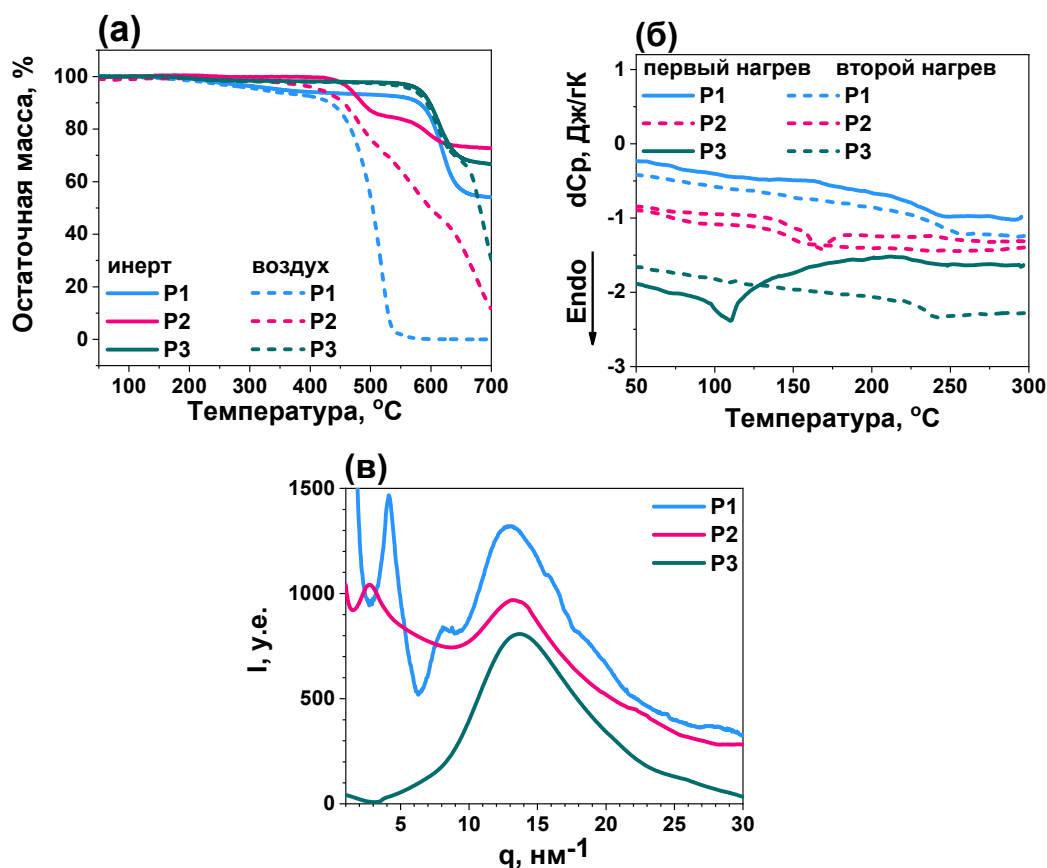 (а)
Остаточная масса, %
120
100
80
60
40
20
0
инерт воздух
P1 P1
P2 P2
P3 P3
100 200 300 400 500 600 700
Температура, °C
(б)
dCp, Дж/гК
Endo
1
0
-1
-2
-3
первый нагрев второй нагрев
P1 P1
P2 P2
P3 P3
50 100 150 200 250 300
Температура, °C
(в)
I, у.е.
1500
1000
500
0
P1
P2
P3
5 10 15 20 25 30
q, нм-1